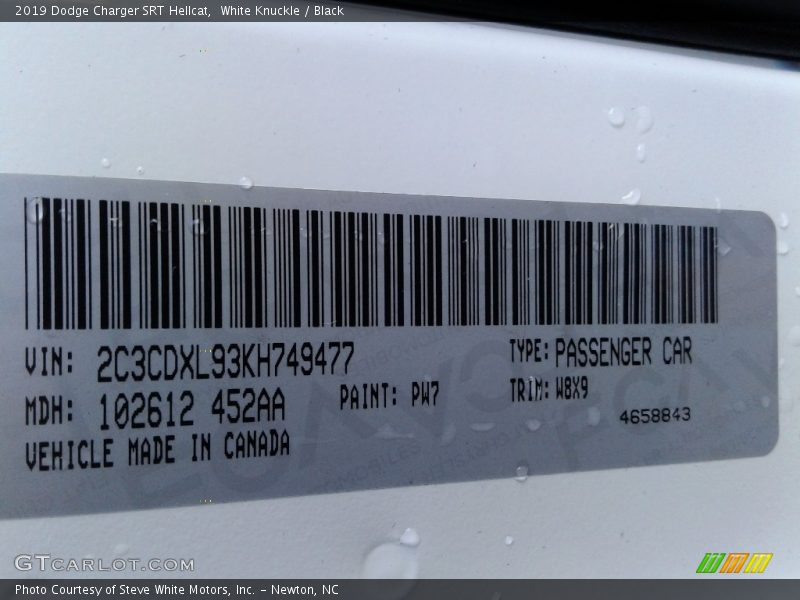 2019 Dodge Charger SRT Hellcat, White Knuckle / Black
VIN: 2C3CDXL93KH749477 TYPE: PASSENGER CAR
MDH: 102612 452AA PAINT: PW7 TRIM: W8X9
VEHICLE MADE IN CANADA 4658843
GTCARLOT.COM
Photo Courtesy of Steve White Motors, Inc. – Newton, NC